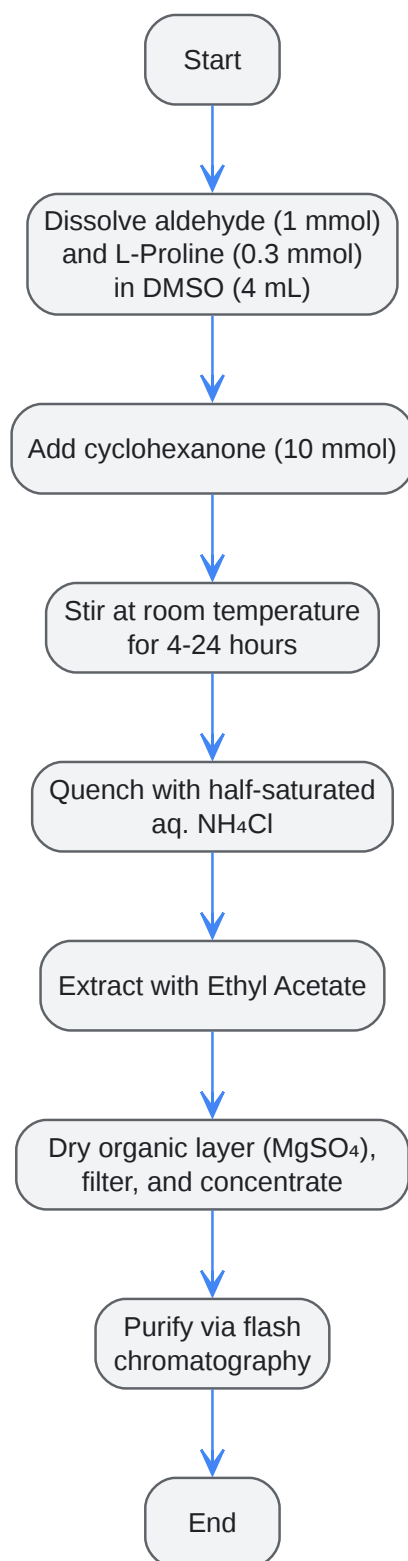 Start
Dissolve aldehyde (1 mmol)
and L-Proline (0.3 mmol)
in DMSO (4 mL)
Add cyclohexanone (10 mmol)
Stir at room temperature
for 4-24 hours
Quench with half-saturated
aq. NH₄Cl
Extract with Ethyl Acetate
Dry organic layer (MgSO₄),
filter, and concentrate
Purify via flash
chromatography
End